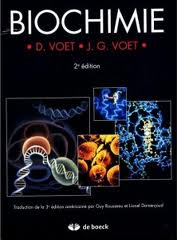 BIOCHIMIE
• D. VOET • J. G. VOET •
2e édition
Traduction de la 3e édition américaine par Guy Rousseau et Lionel Domenjoud
de boeck